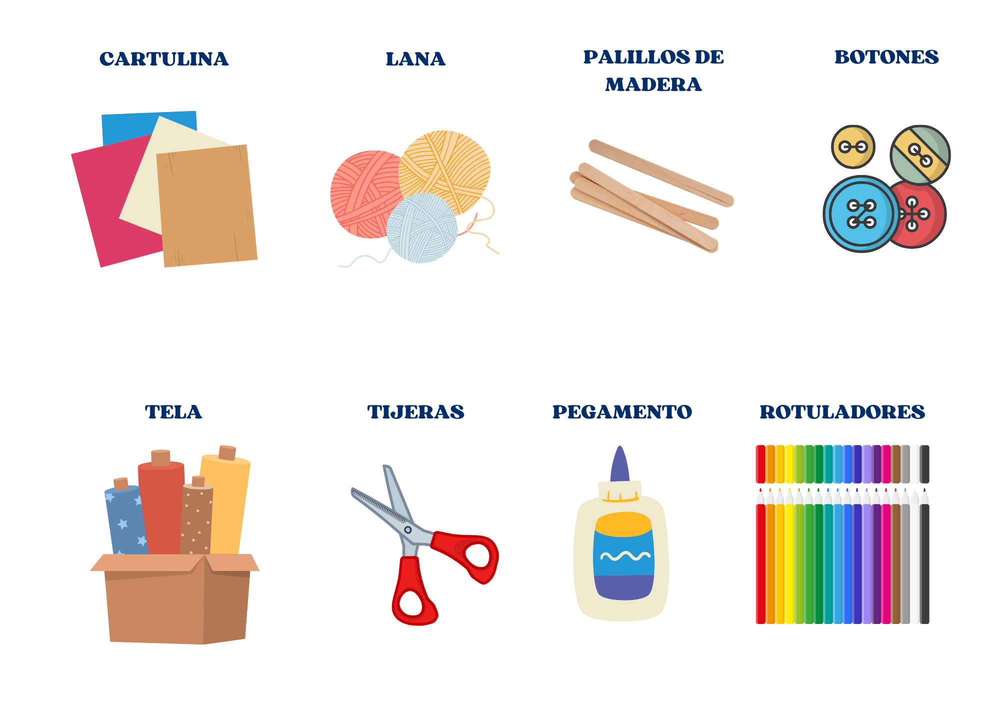 CARTULINA
LANA
PALILLOS DE
MADERA
BOTONES
TELA
TIJERAS
PEGAMENTO
ROTULADORES